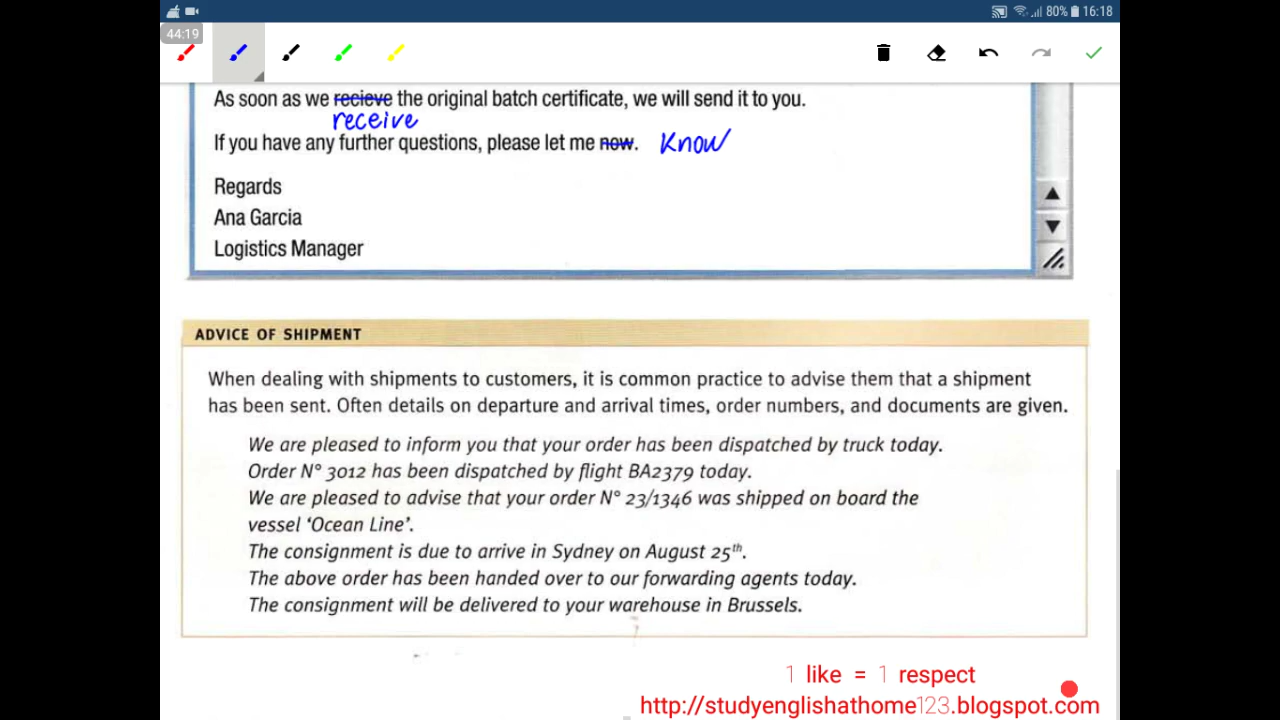 80% 16:18
44:19
As soon as we recieve the original batch certificate, we will send it to you.
receive
If you have any further questions, please let me now. Know
Regards
Ana Garcia
Logistics Manager
ADVICE OF SHIPMENT
When dealing with shipments to customers, it is common practice to advise them that a shipment
has been sent. Often details on departure and arrival times, order numbers, and documents are given.
We are pleased to inform you that your order has been dispatched by truck today.
Order N° 3012 has been dispatched by flight BA2379 today.
We are pleased to advise that your order N° 23/1346 was shipped on board the
vessel ‘Ocean Line’.
The consignment is due to arrive in Sydney on August 25th.
The above order has been handed over to our forwarding agents today.
The consignment will be delivered to your warehouse in Brussels.
1 like = 1 respect
http://studyenglishathome123.blogspot.com